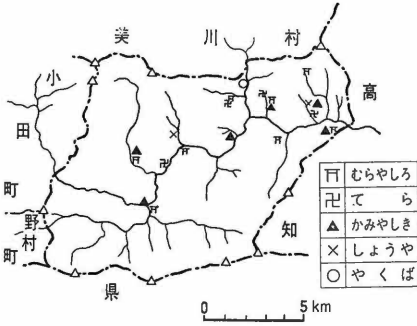 美川村
小田町
野村町
高知県
むらやしろ
てら
かみやしき
しょうや
やくば
0 5 km